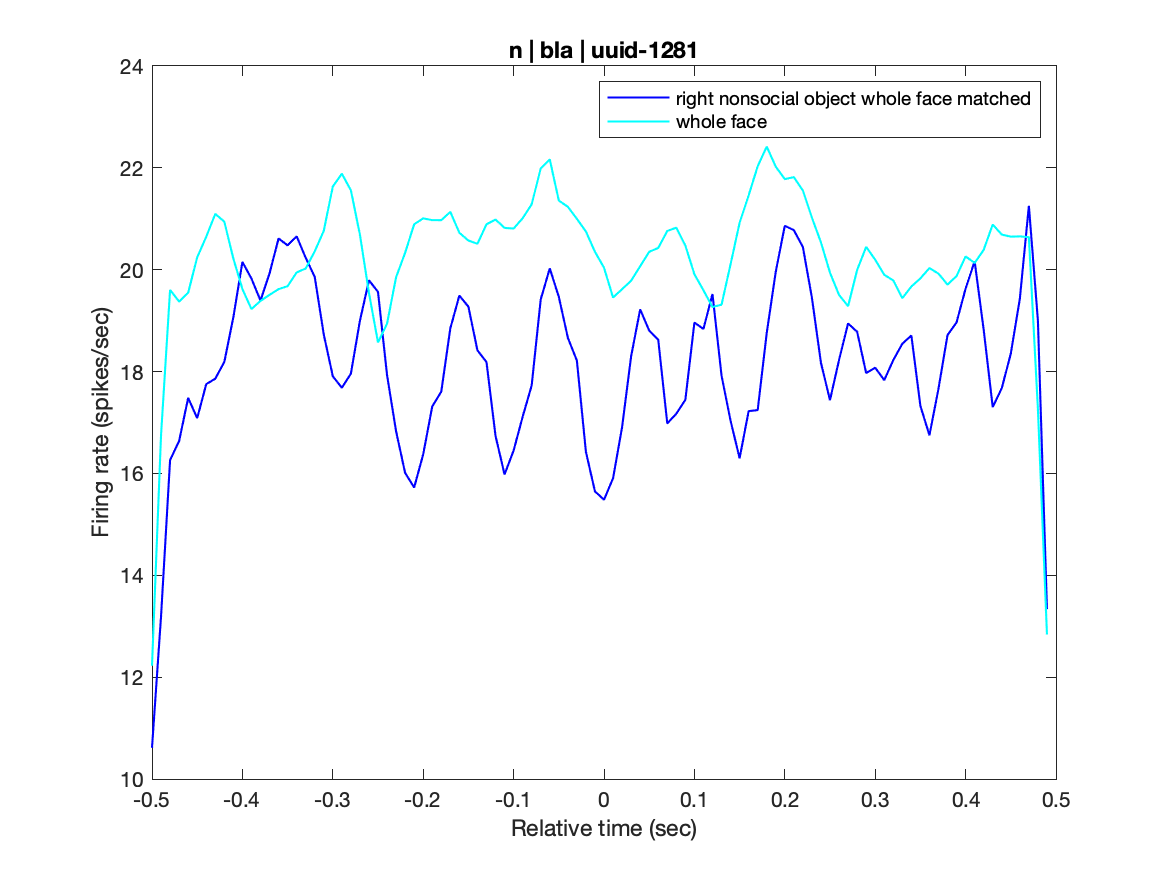 n | bla | uuid-1281
24
22
20
18
16
14
12
10
Firing rate (spikes/sec)
right nonsocial object whole face matched
whole face
-0.5 -0.4 -0.3 -0.2 -0.1 0 0.1 0.2 0.3 0.4 0.5
Relative time (sec)